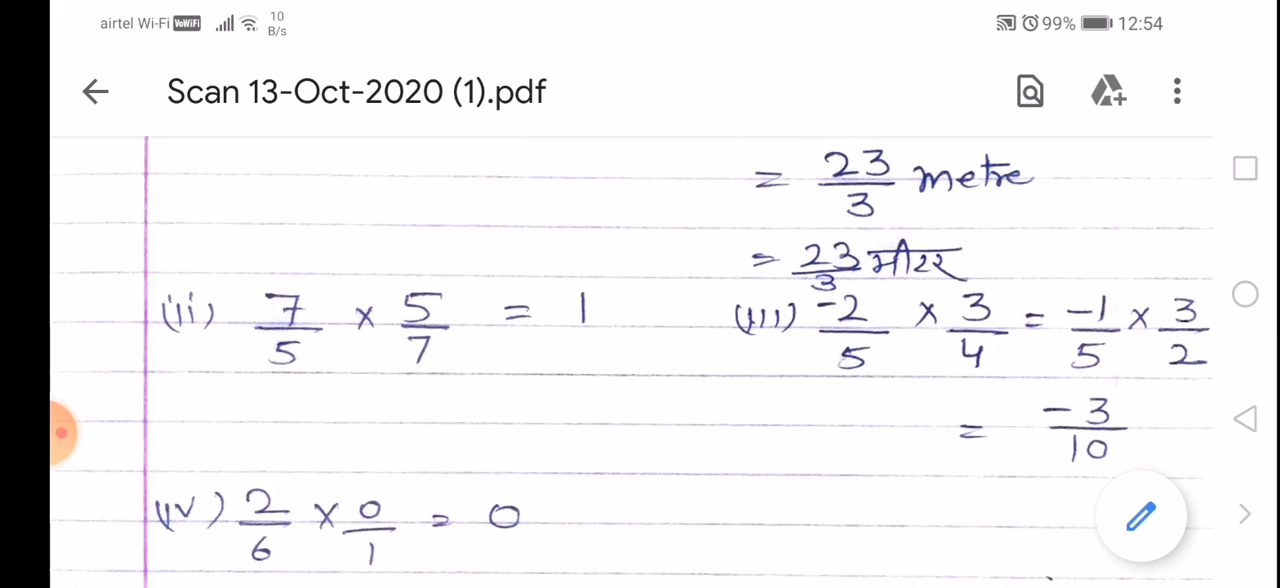 airtel Wi-Fi VoWiFi 10 B/s 99% 12:54
Scan 13-Oct-2020 (1).pdf
= 23/3 metre
= 23/3 मीटर
(ii) 7/5 × 5/7 = 1
(iii) -2/5 × 3/4 = -1/5 × 3/2
= -3/10
(iv) 2/6 × 0/1 = 0